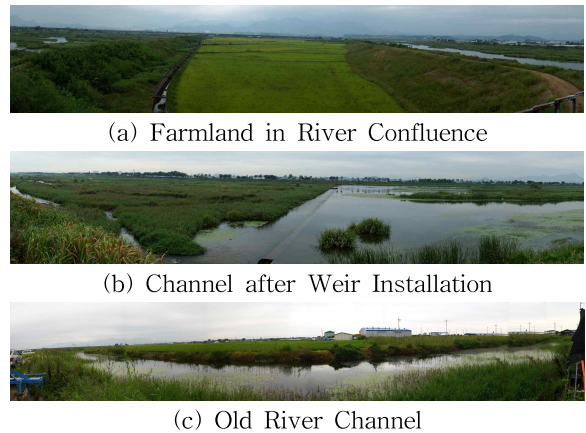 (a) Farmland in River Confluence
(b) Channel after Weir Installation
(c) Old River Channel